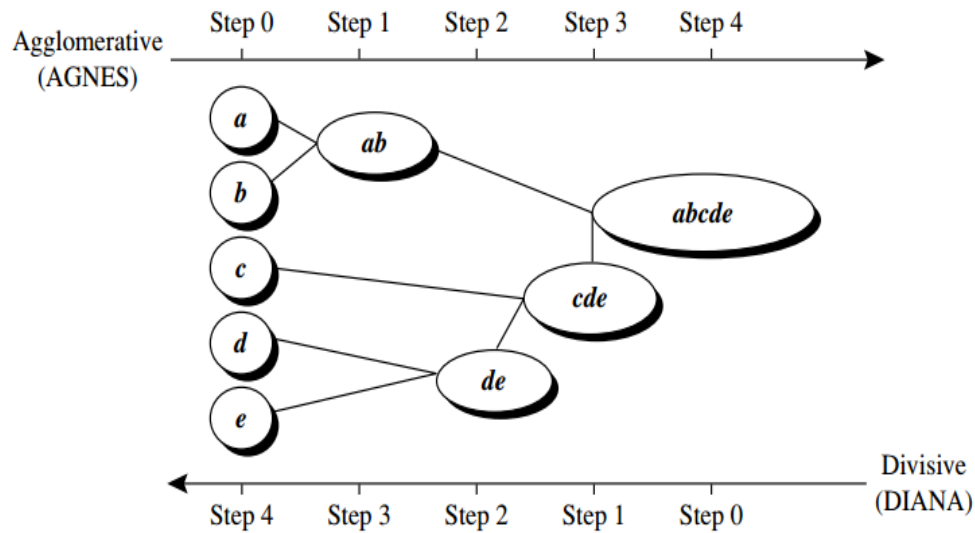 Step 0 Step 1 Step 2 Step 3 Step 4
Agglomerative
(AGNES)
a
ab
b
abcde
c
cde
d
de
e
Divisive
(DIANA)
Step 4 Step 3 Step 2 Step 1 Step 0